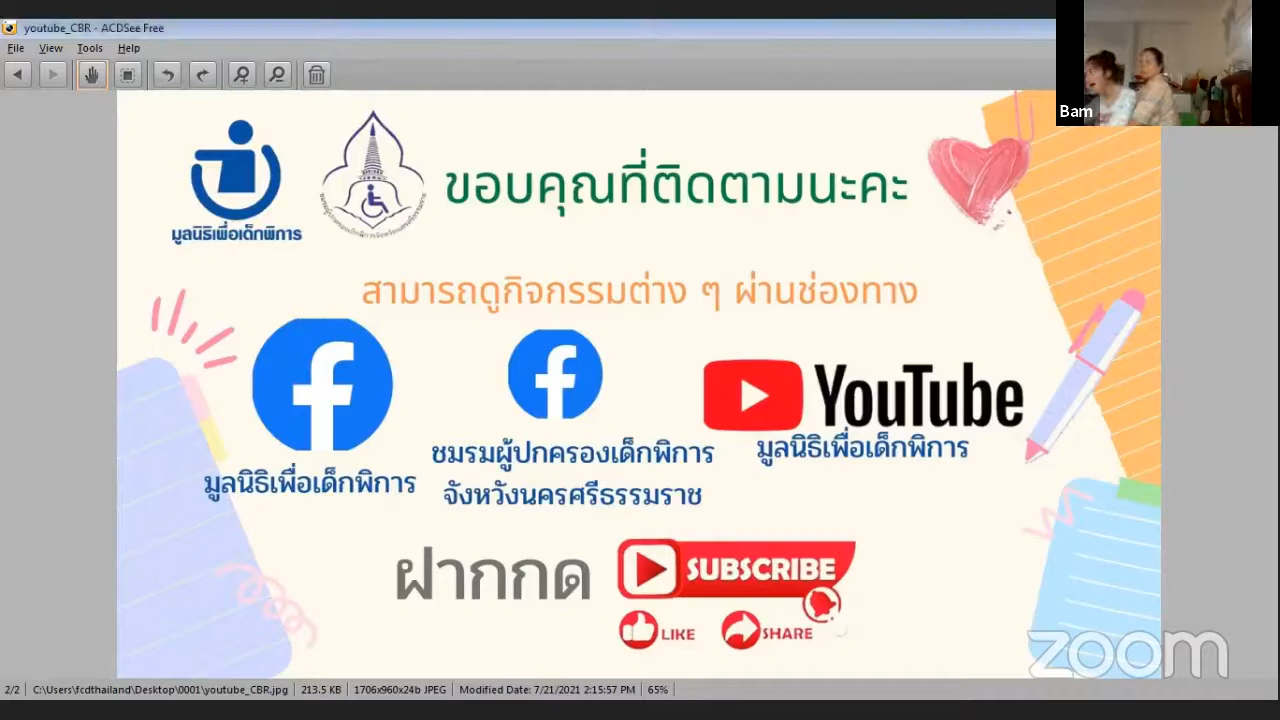 youtube_CBR - ACDSee Free
File View Tools Help
Bam
ขอบคุณที่ติดตามนะคะ
มูลนิธิเพื่อเด็กพิการ
สามารถดูกิจกรรมต่าง ๆ ผ่านช่องทาง
YouTube
มูลนิธิเพื่อเด็กพิการ
ชมรมผู้ปกครองเด็กพิการ
จังหวังนครศรีธรรมราช
มูลนิธิเพื่อเด็กพิการ
ฝากกด
SUBSCRIBE
LIKE SHARE
zoom
2/2 C:\Users\fcdthailand\Desktop\0001\youtube_CBR.jpg 213.5 KB 1706x960x24b JPEG Modified Date: 7/21/2021 2:15:57 PM 65%